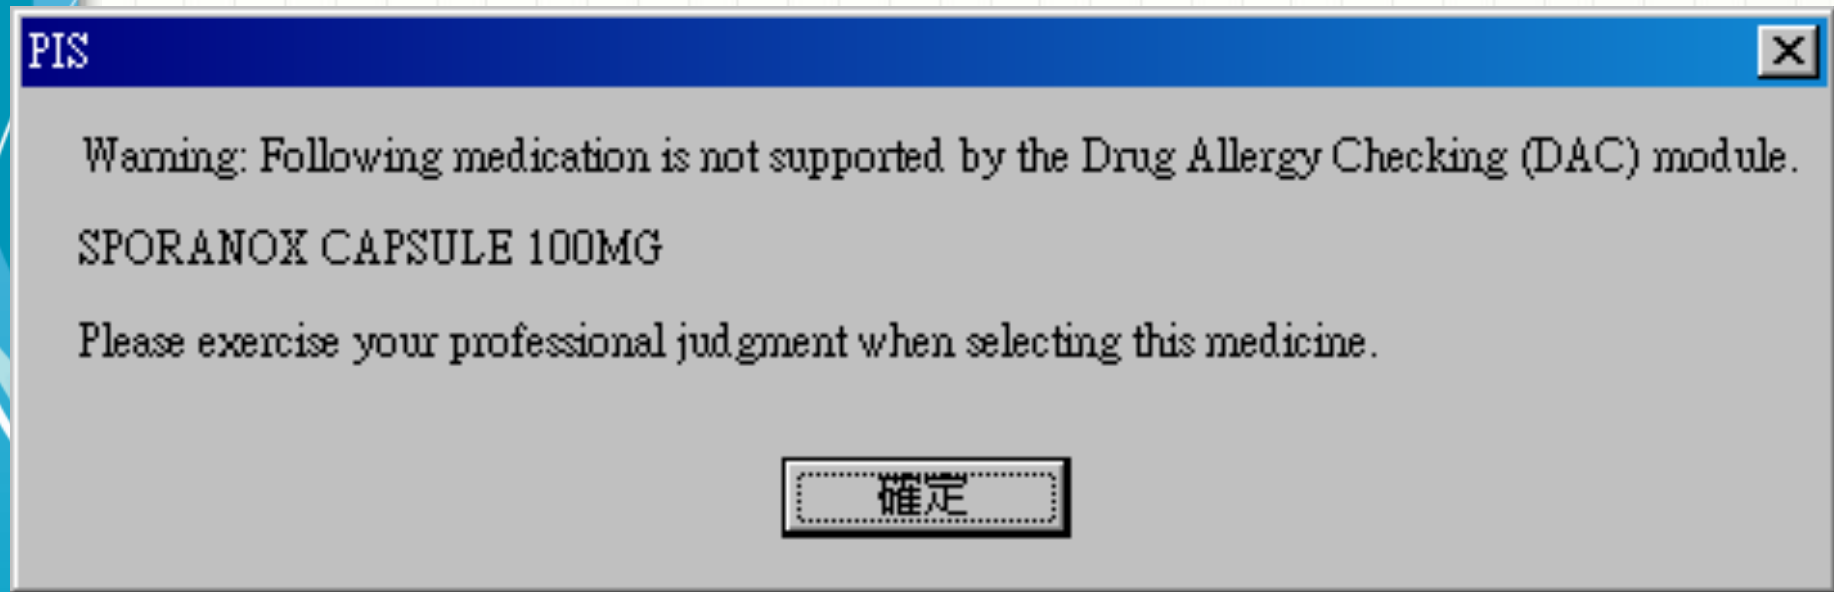 PIS
Warning: Following medication is not supported by the Drug Allergy Checking (DAC) module.
SPORANOX CAPSULE 100MG
Please exercise your professional judgment when selecting this medicine.
確定